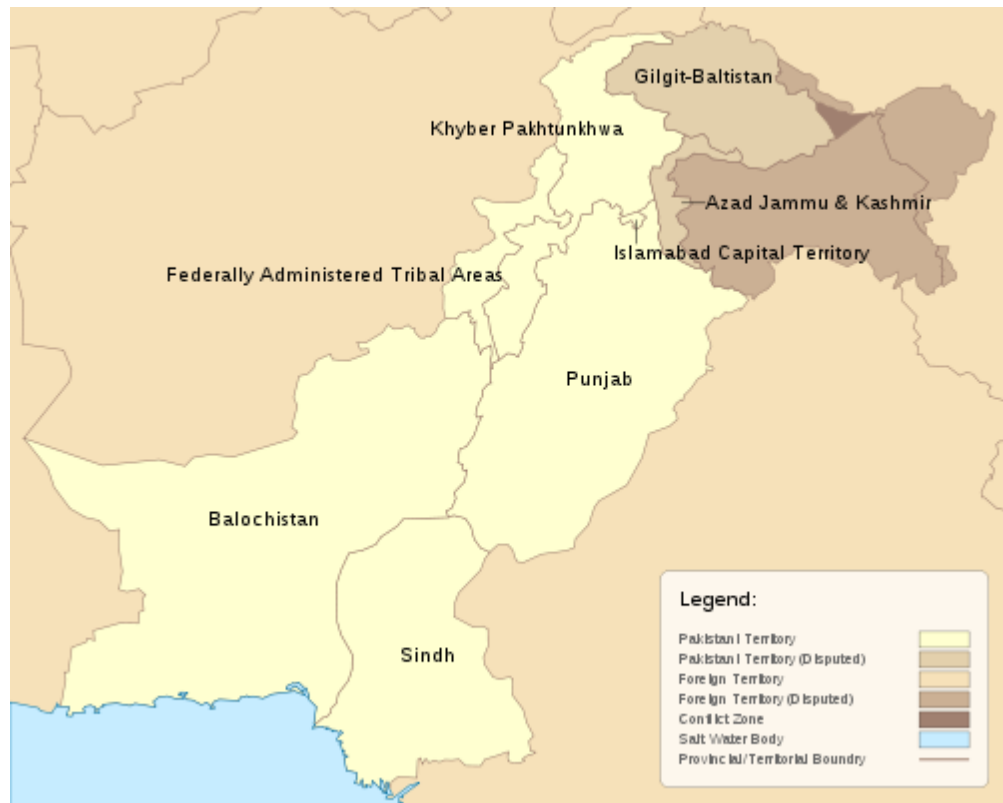 Gilgit-Baltistan
Khyber Pakhtunkhwa
Azad Jammu & Kashmir
Islamabad Capital Territory
Federally Administered Tribal Areas
Punjab
Balochistan
Sindh
Legend:
Pakistani Territory
Pakistani Territory (Disputed)
Foreign Territory
Foreign Territory (Disputed)
Conflict Zone
Salt Water Body
Provincial/Territorial Boundry